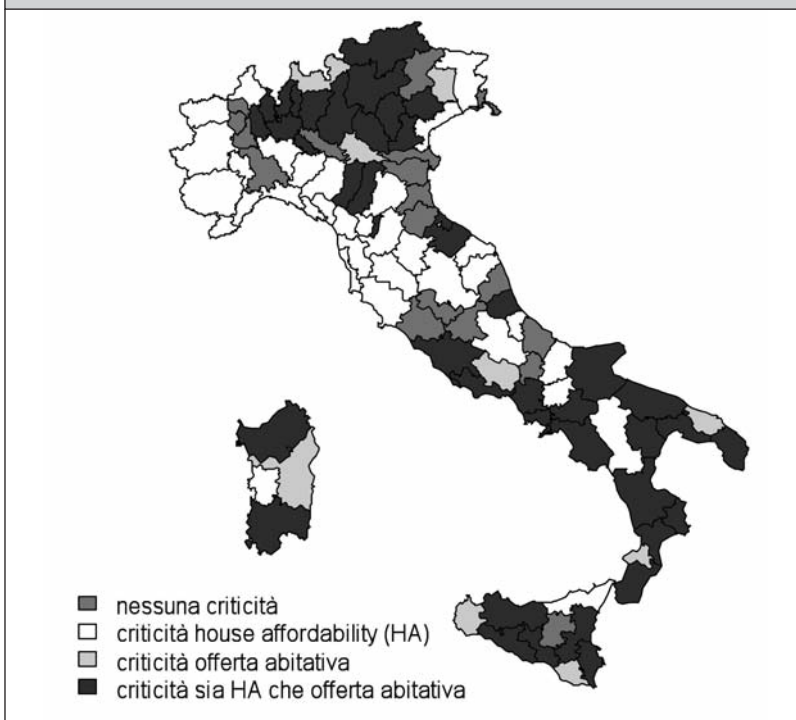 nessuna criticità
criticità house affordability (HA)
criticità offerta abitativa
criticità sia HA che offerta abitativa